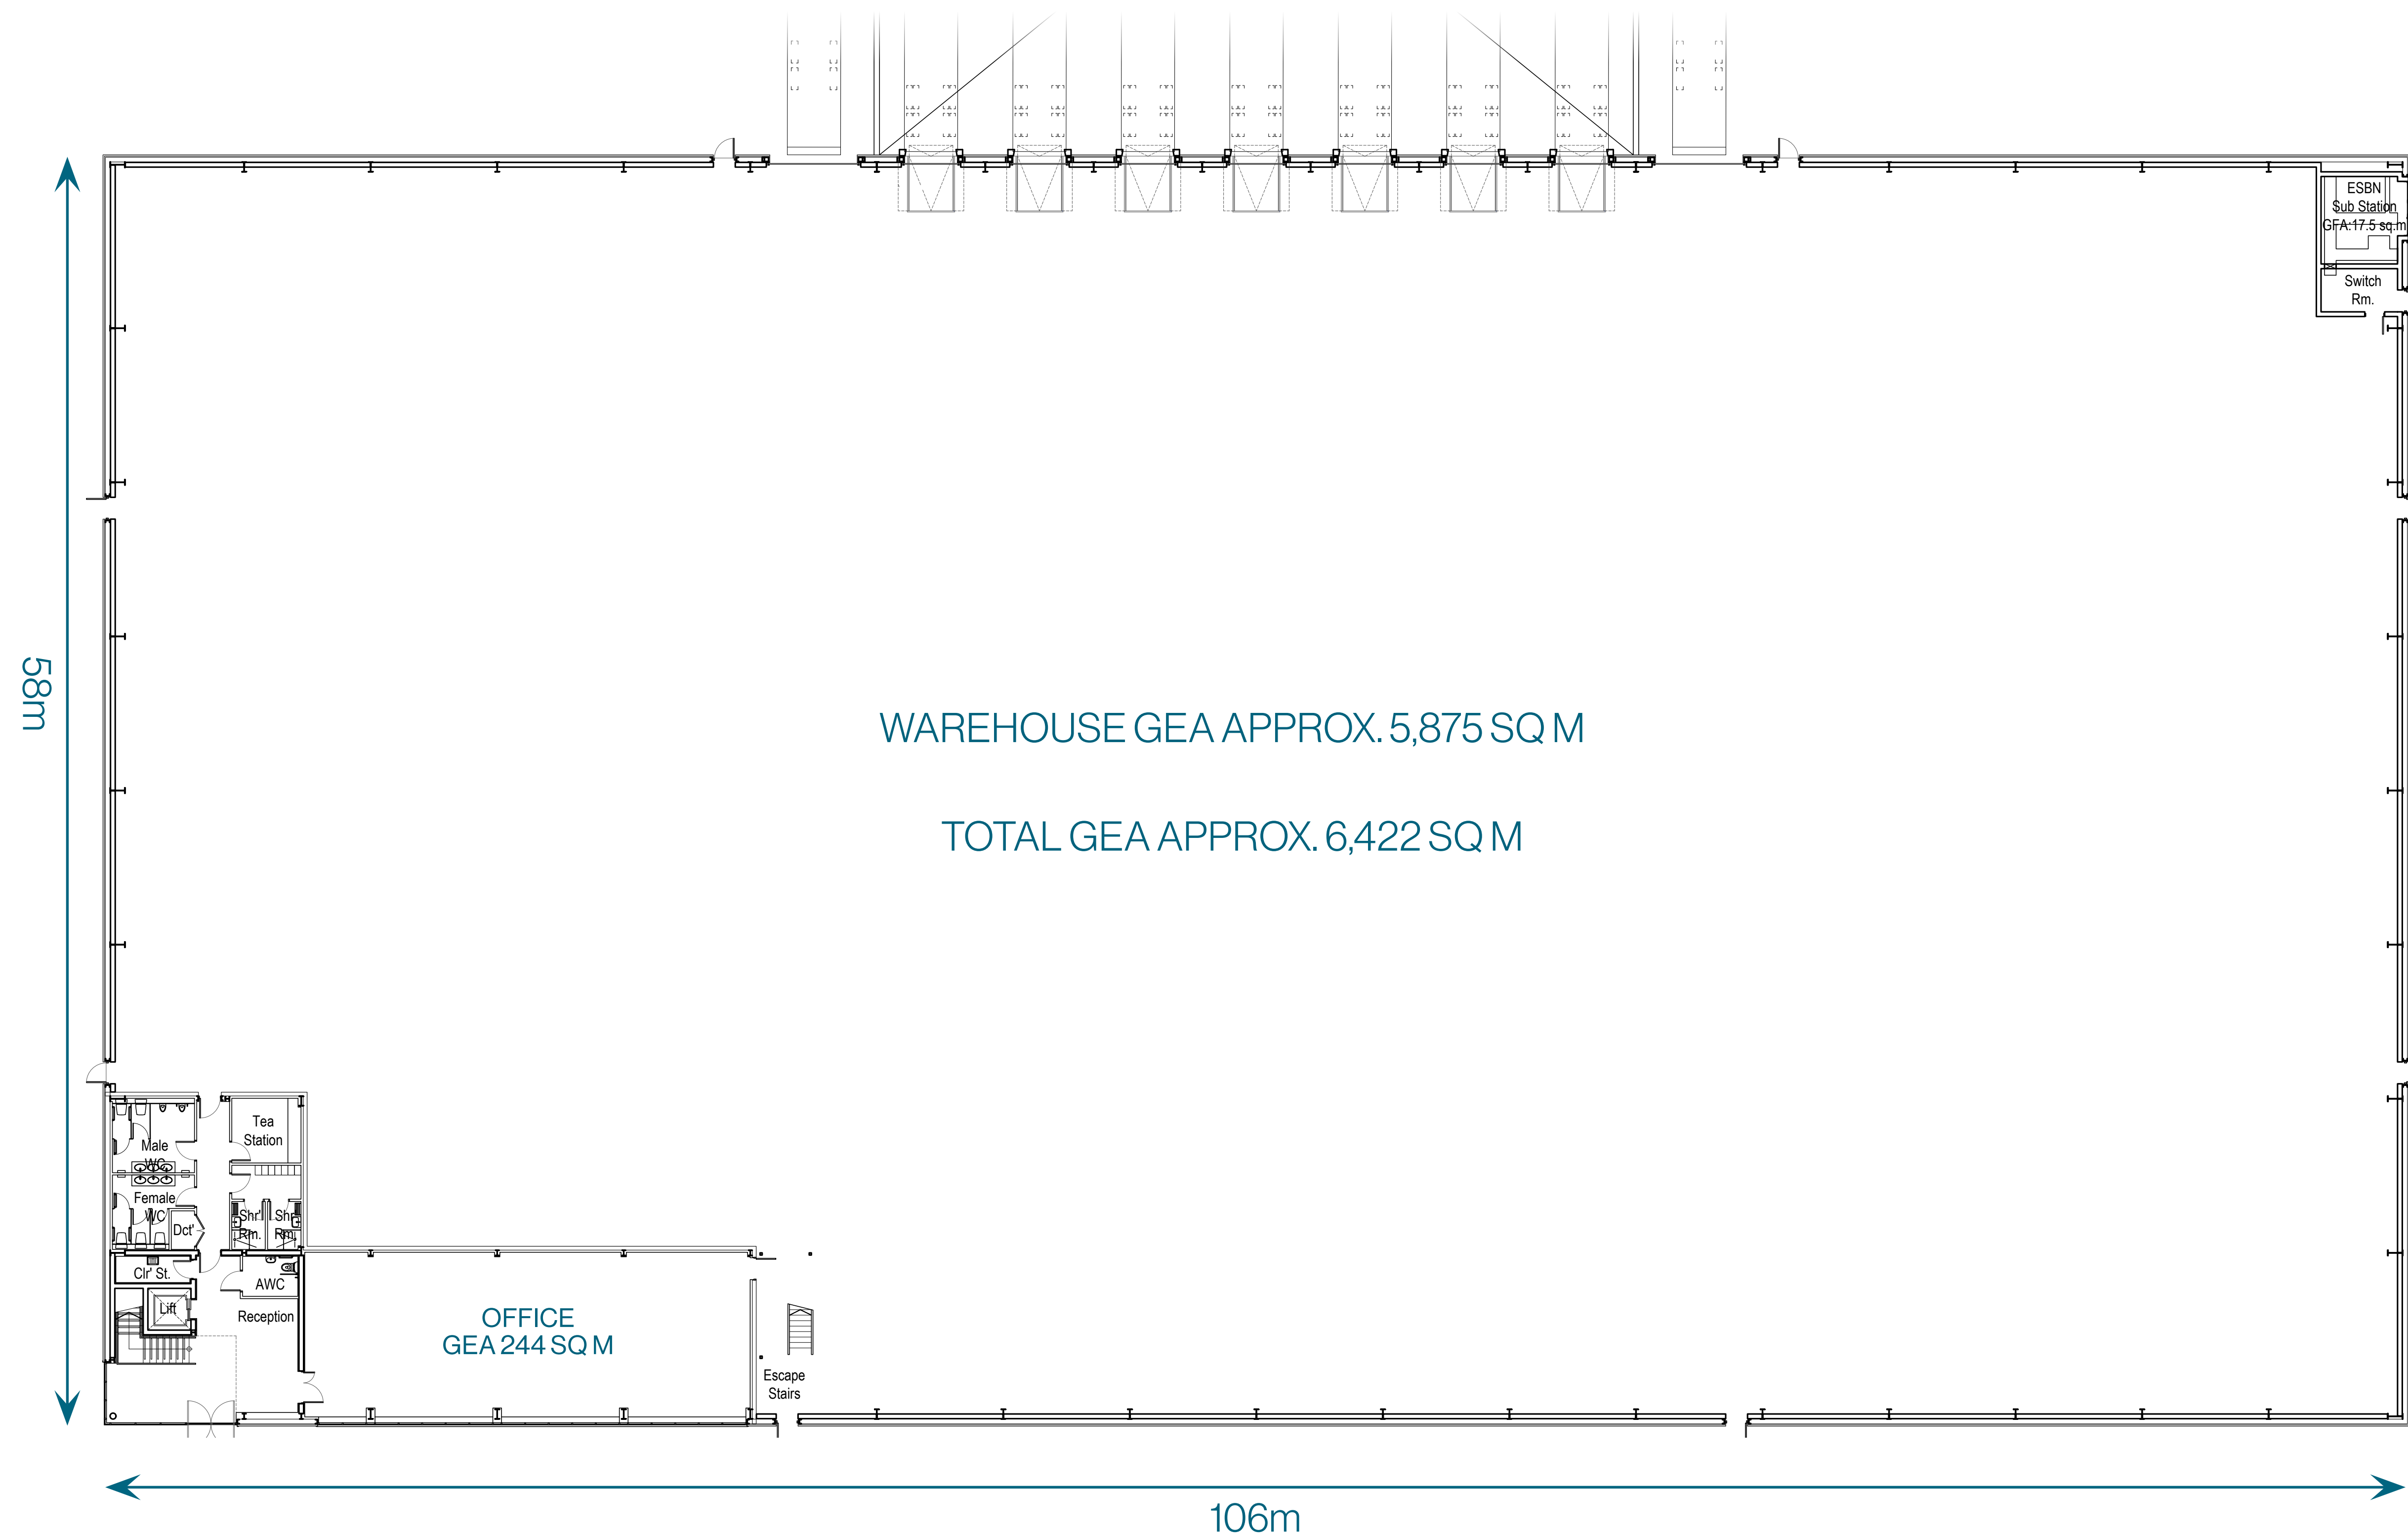 ESBN
Sub Station
GFA:17.5 sq.m
Switch
Rm.
58m
WAREHOUSE GEA APPROX. 5,875 SQ M
TOTAL GEA APPROX. 6,422 SQ M
Tea
Station
Male
WC
Female
WC
Dct'
Shr'
Rm.
Shr
Rm.
Clr' St.
AWC
Lift
Reception
OFFICE
GEA 244 SQ M
Escape
Stairs
106m